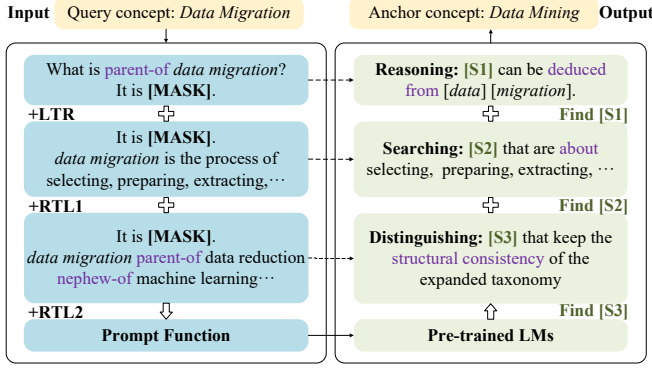 Input
Query concept: Data Migration
What is parent-of data migration?
It is [MASK].
+LTR
It is [MASK].
data migration is the process of
selecting, preparing, extracting,⋯
+RTL1
It is [MASK].
data migration parent-of data reduction
nephew-of machine learning⋯
+RTL2
Prompt Function
Anchor concept: Data Mining
Output
Reasoning: [S1] can be deduced
from [data] [migration].
Find [S1]
Searching: [S2] that are about
selecting, preparing, extracting, ⋯
Find [S2]
Distinguishing: [S3] that keep the
structural consistency of the
expanded taxonomy
Find [S3]
Pre-trained LMs